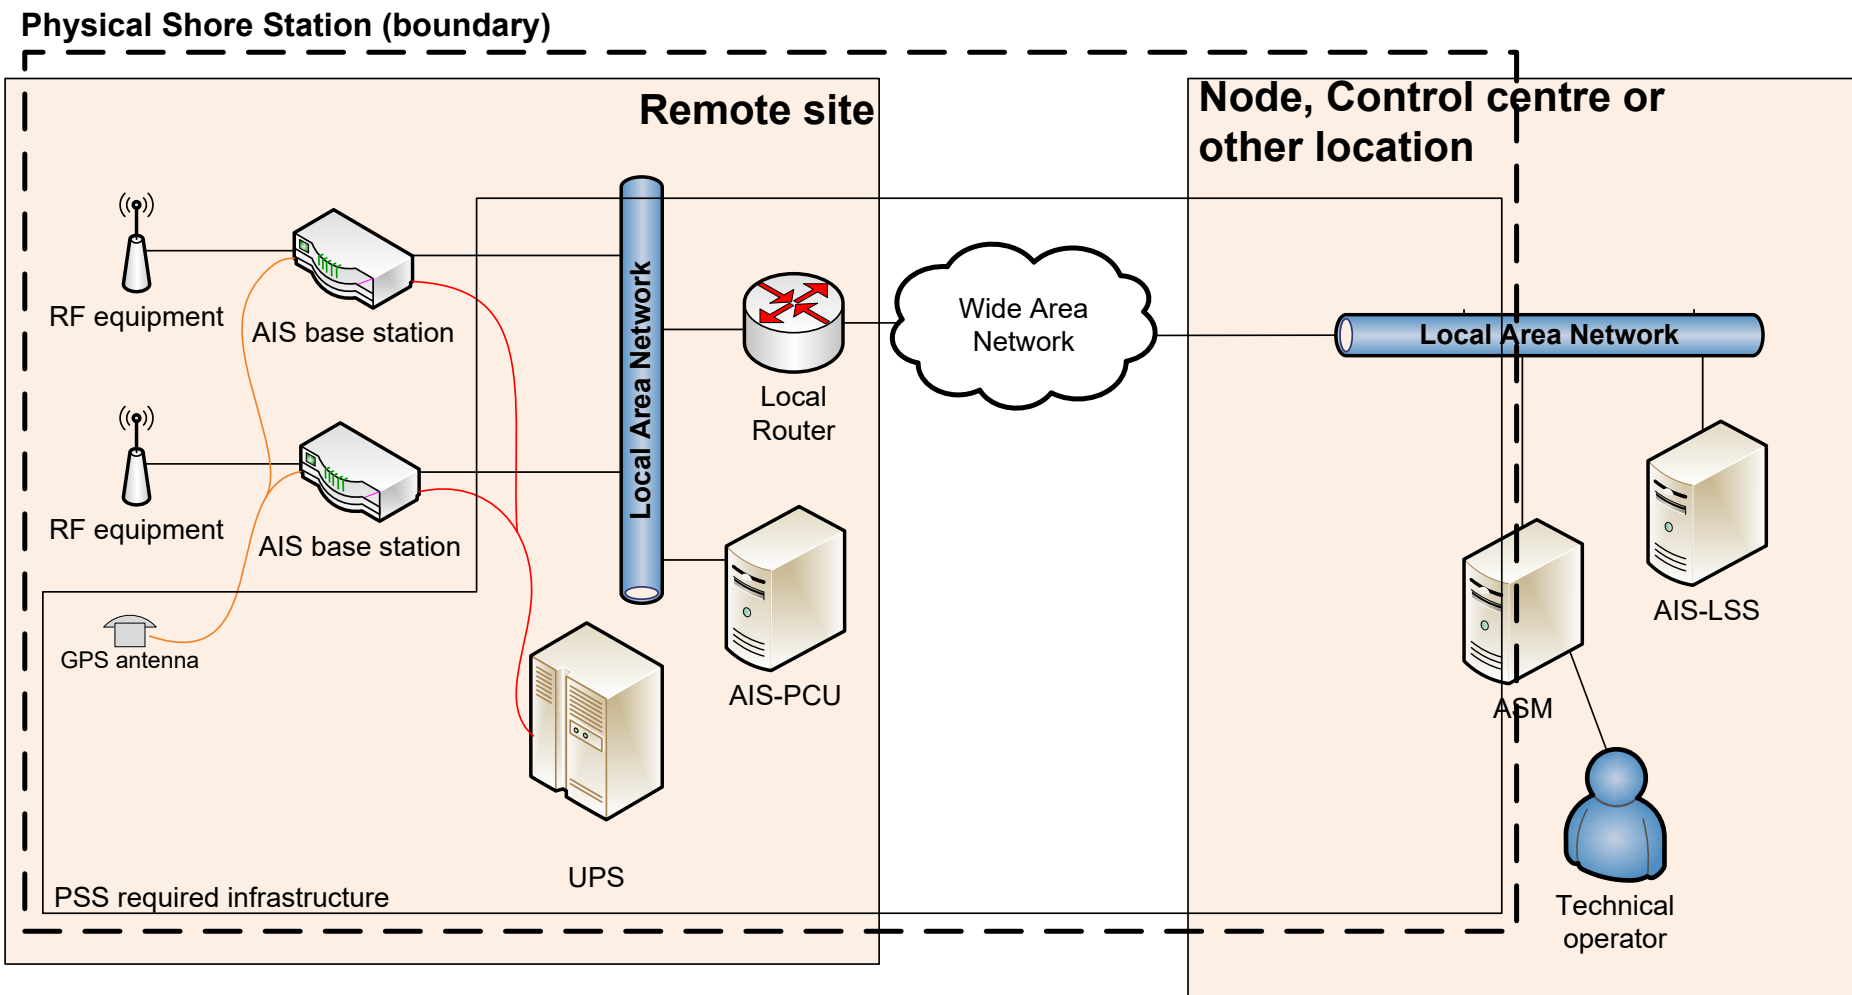 Physical Shore Station (boundary)
Remote site
Node, Control centre or
other location
RF equipment
AIS base station
Local Area Network
Local
Router
Wide Area
Network
Local Area Network
RF equipment
AIS base station
GPS antenna
AIS-PCU
UPS
AIS-LSS
ASM
PSS required infrastructure
Technical
operator